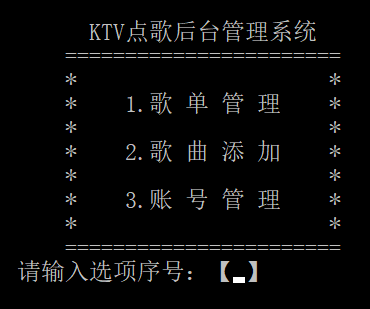 KTV点歌后台管理系统
=======================
* *
* 1.歌 单 管 理 *
* *
* 2.歌 曲 添 加 *
* *
* 3.账 号 管 理 *
* *
=======================
请输入选项序号：【_】